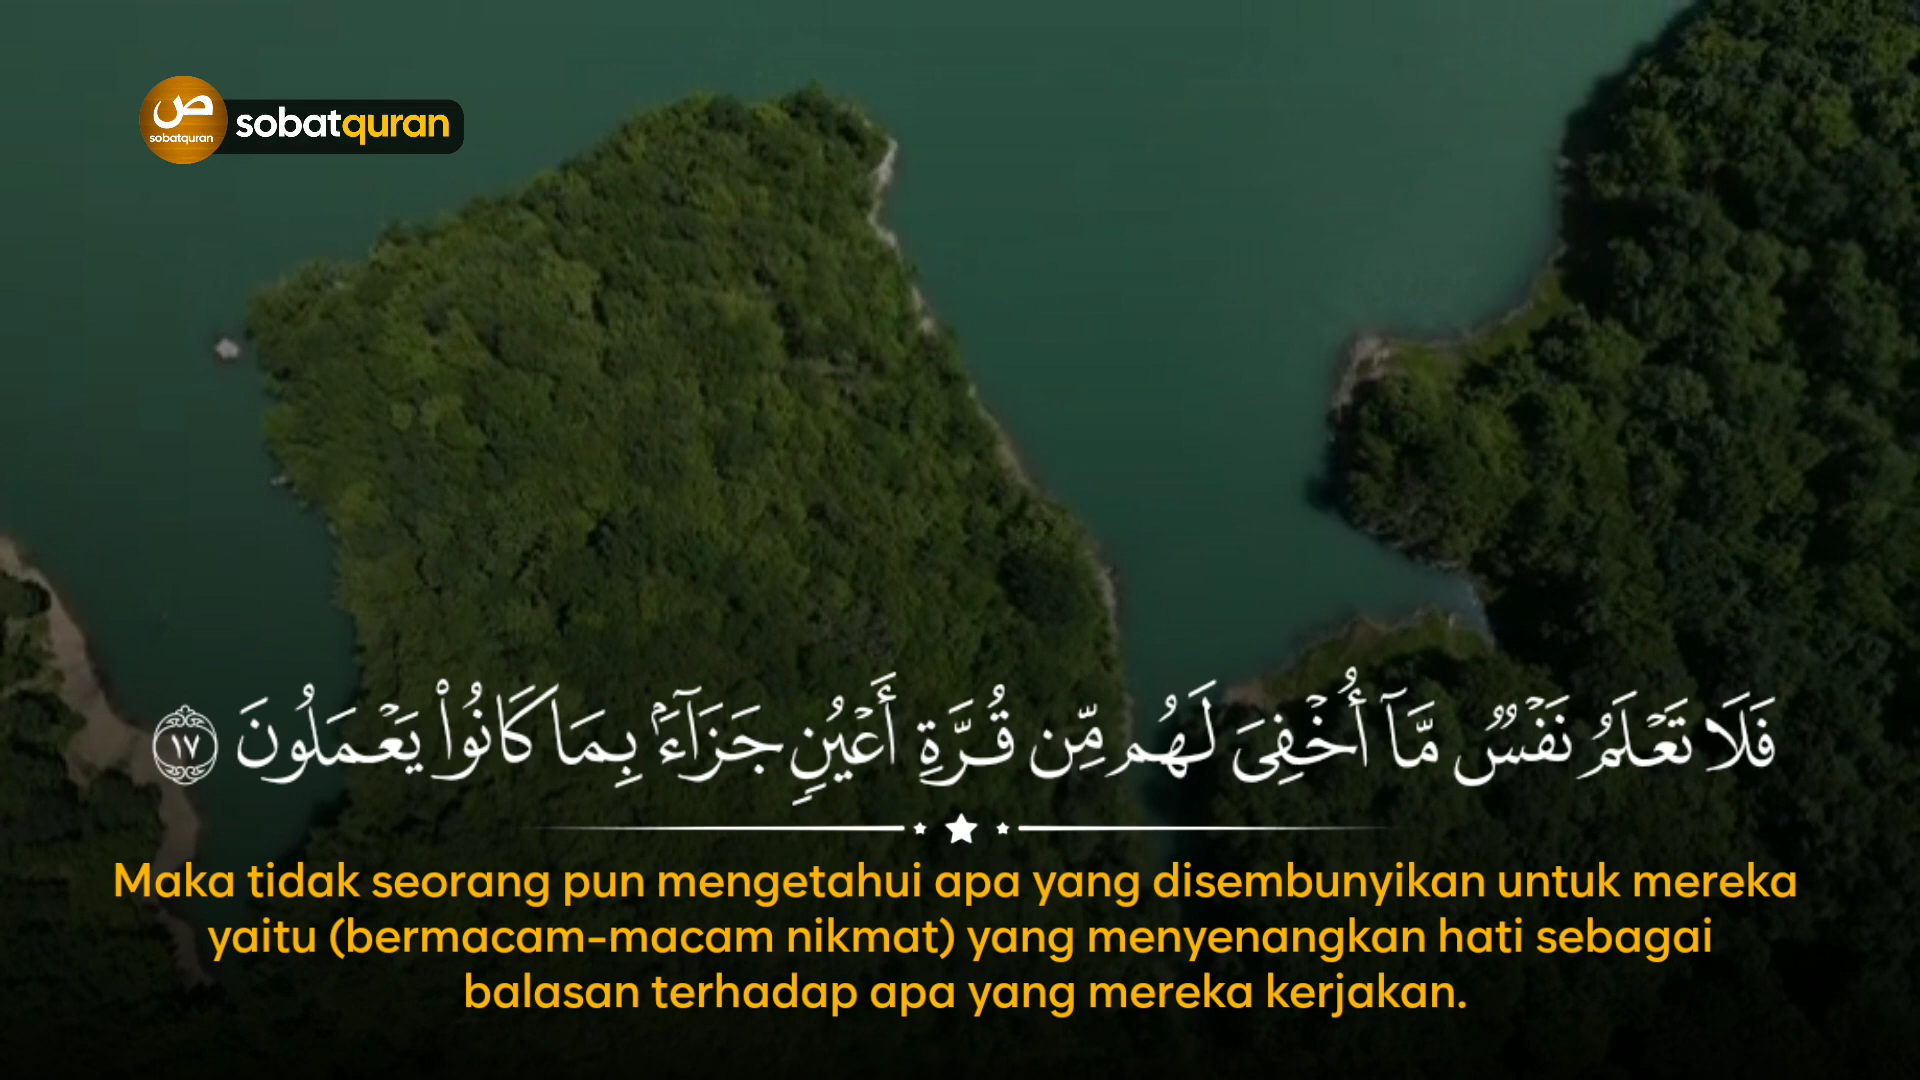 ص
sobatquran
sobatquran
فَلَا تَعْلَمُ نَفْسٌ مَّآ أُخْفِىَ لَهُم مِّن قُرَّةِ أَعْيُنٍ جَزَآءًۢ بِمَا كَانُوا۟ يَعْمَلُونَ ١٧
Maka tidak seorang pun mengetahui apa yang disembunyikan untuk mereka
yaitu (bermacam-macam nikmat) yang menyenangkan hati sebagai
balasan terhadap apa yang mereka kerjakan.